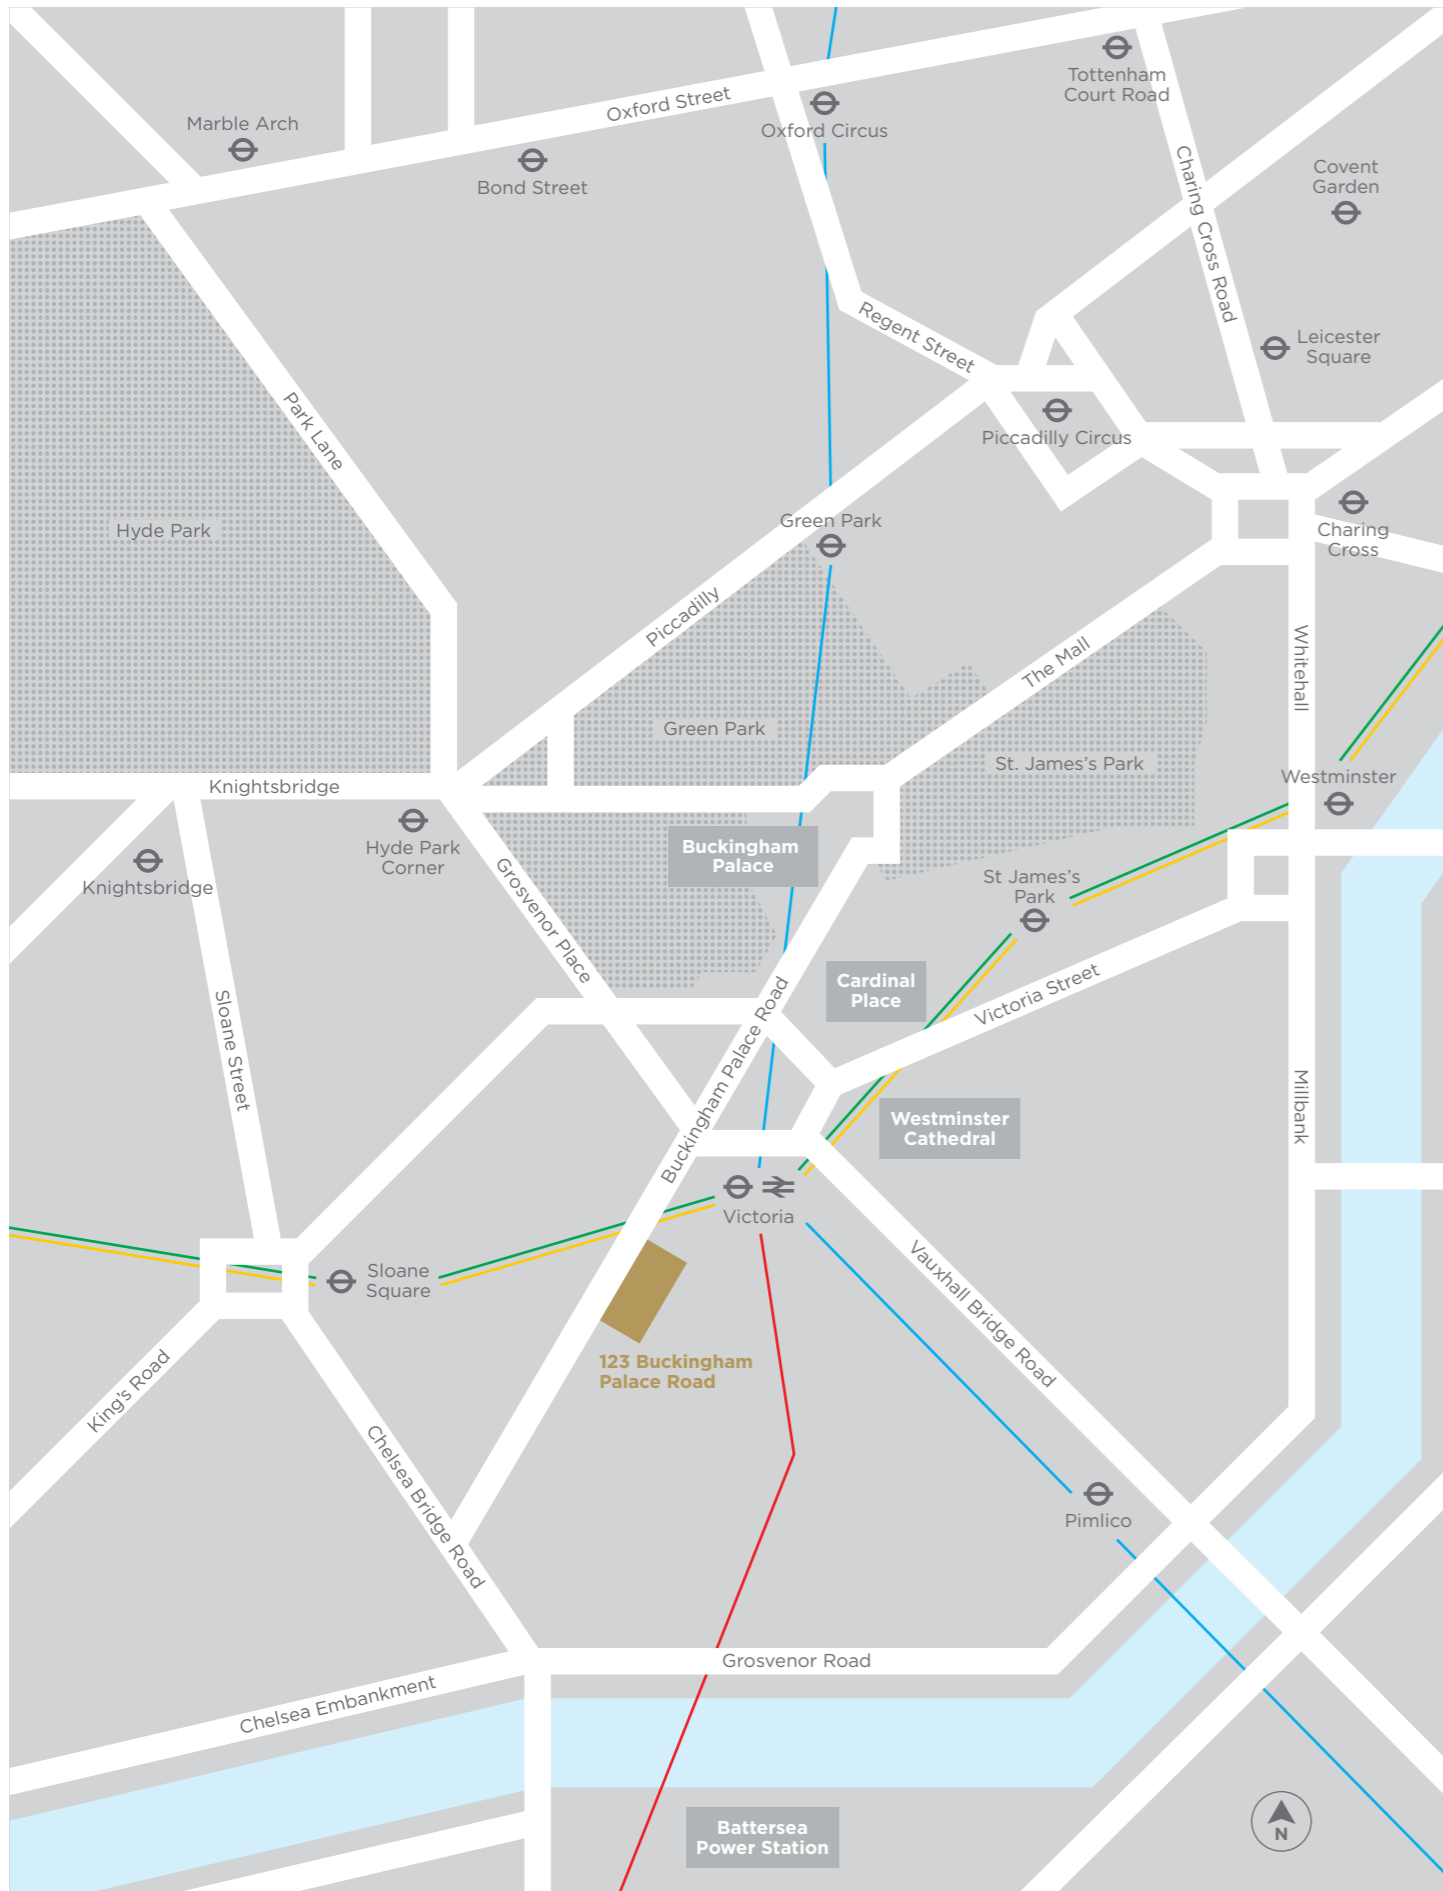 Tottenham
Court Road
Oxford Street
Marble Arch
Oxford Circus
Bond Street
Charing Cross Road
Covent
Garden
Regent Street
Leicester
Square
Park Lane
Piccadilly Circus
Hyde Park
Green Park
Charing
Cross
Piccadilly
The Mall
Whitehall
Green Park
St. James's Park
Westminster
Knightsbridge
Hyde Park
Corner
Buckingham
Palace
Knightsbridge
St James's
Park
Grosvenor Place
Cardinal
Place
Victoria Street
Sloane Street
Buckingham Palace Road
Millbank
Westminster
Cathedral
Victoria
Sloane
Square
Vauxhall Bridge Road
123 Buckingham
Palace Road
King's Road
Chelsea Bridge Road
Pimlico
Grosvenor Road
Chelsea Embankment
Battersea
Power Station
N